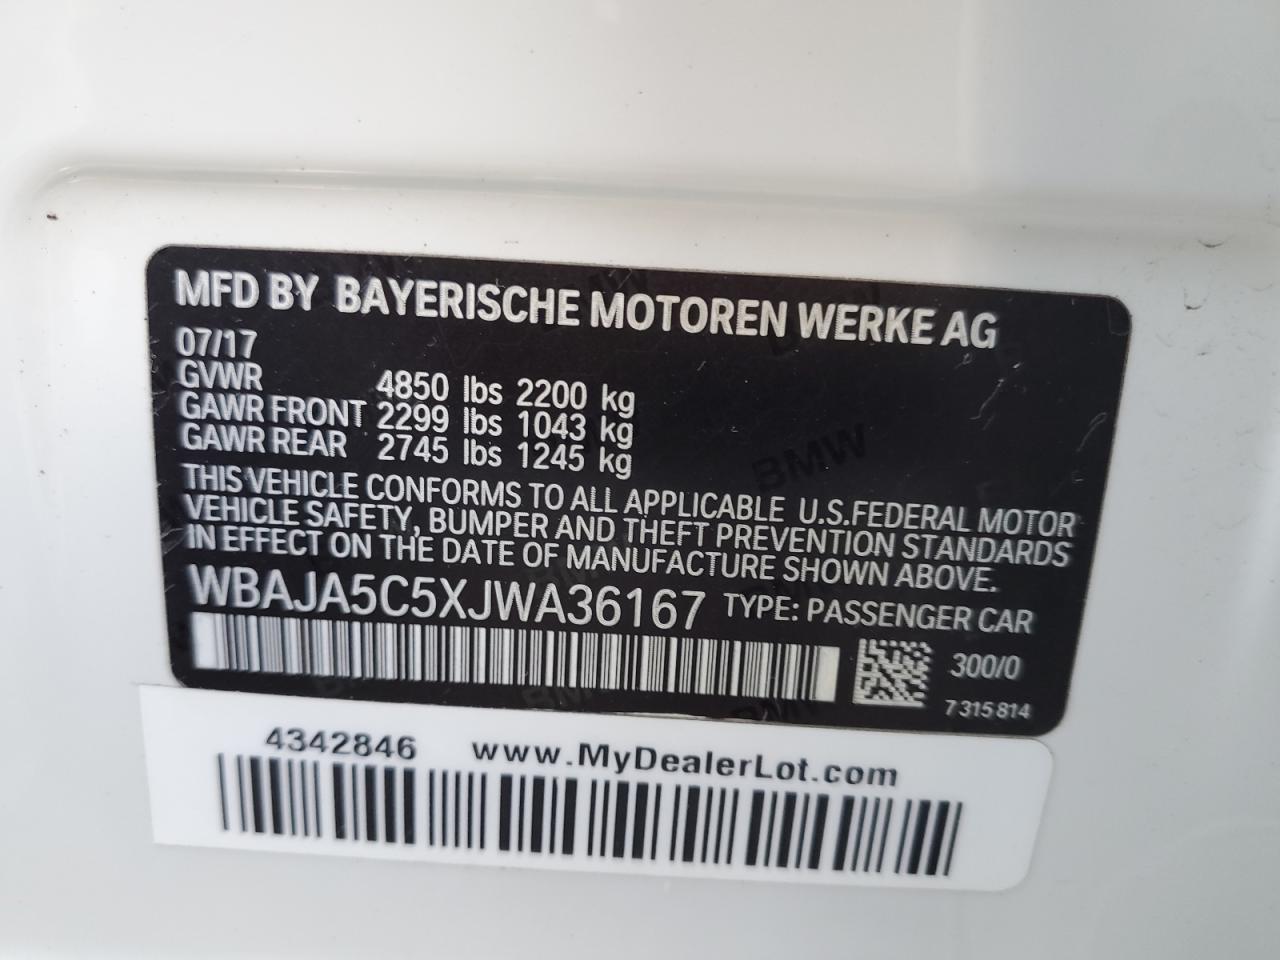 MFD BY BAYERISCHE MOTOREN WERKE AG
07/17
GVWR 4850 lbs 2200 kg
GAWR FRONT 2299 lbs 1043 kg
GAWR REAR 2745 lbs 1245 kg
BMW
THIS VEHICLE CONFORMS TO ALL APPLICABLE U.S.FEDERAL MOTOR
VEHICLE SAFETY, BUMPER AND THEFT PREVENTION STANDARDS
IN EFFECT ON THE DATE OF MANUFACTURE SHOWN ABOVE.
WBAJA5C5XJWA36167 TYPE: PASSENGER CAR
300/0
7 315 814
4342846 www.MyDealerLot.com